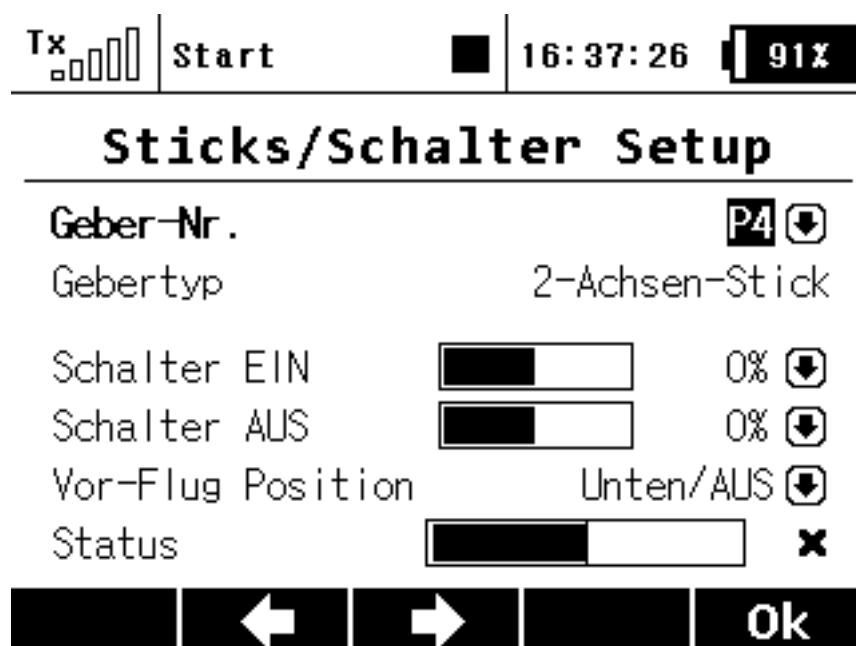 Tx Start 16:37:26 91%
Sticks/Schalter Setup
Geber-Nr. P4
Gebertyp 2-Achsen-Stick
Schalter EIN 0%
Schalter AUS 0%
Vor-Flug Position Unten/AUS
Status
Ok